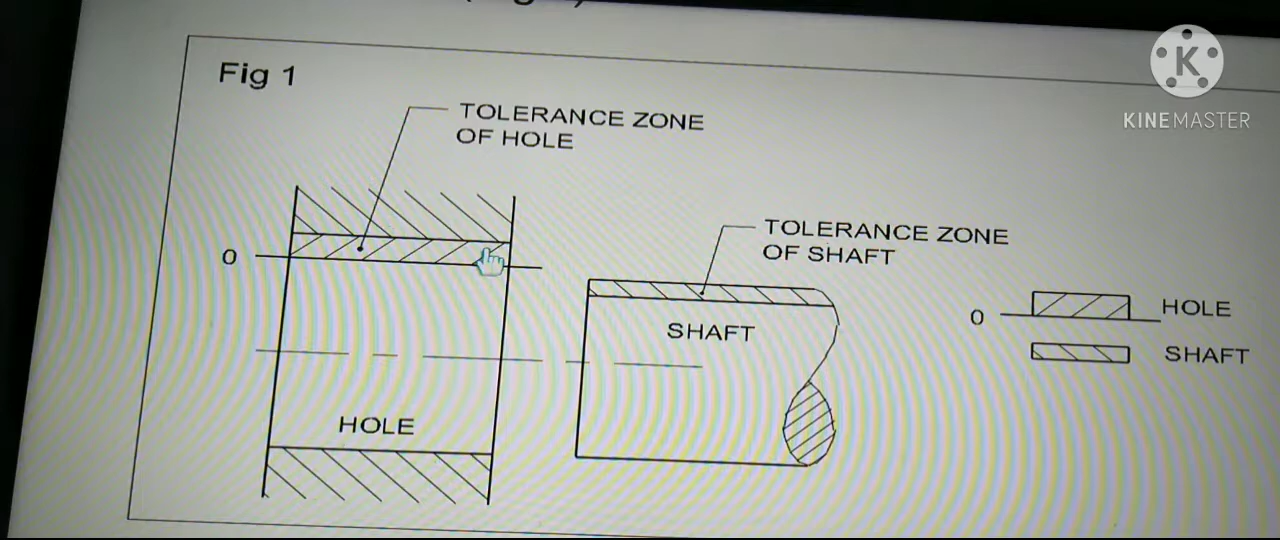 Fig 1
TOLERANCE ZONE
OF HOLE
K
KINEMASTER
TOLERANCE ZONE
OF SHAFT
0
SHAFT
0
HOLE
SHAFT
HOLE